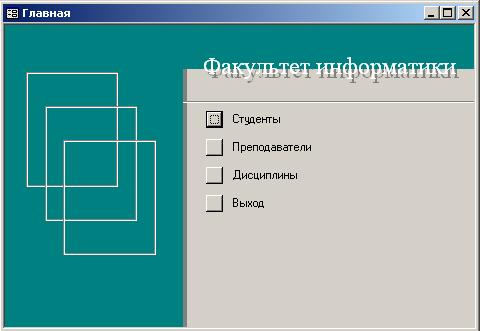 Главная
Факультет информатики
Студенты
Преподаватели
Дисциплины
Выход